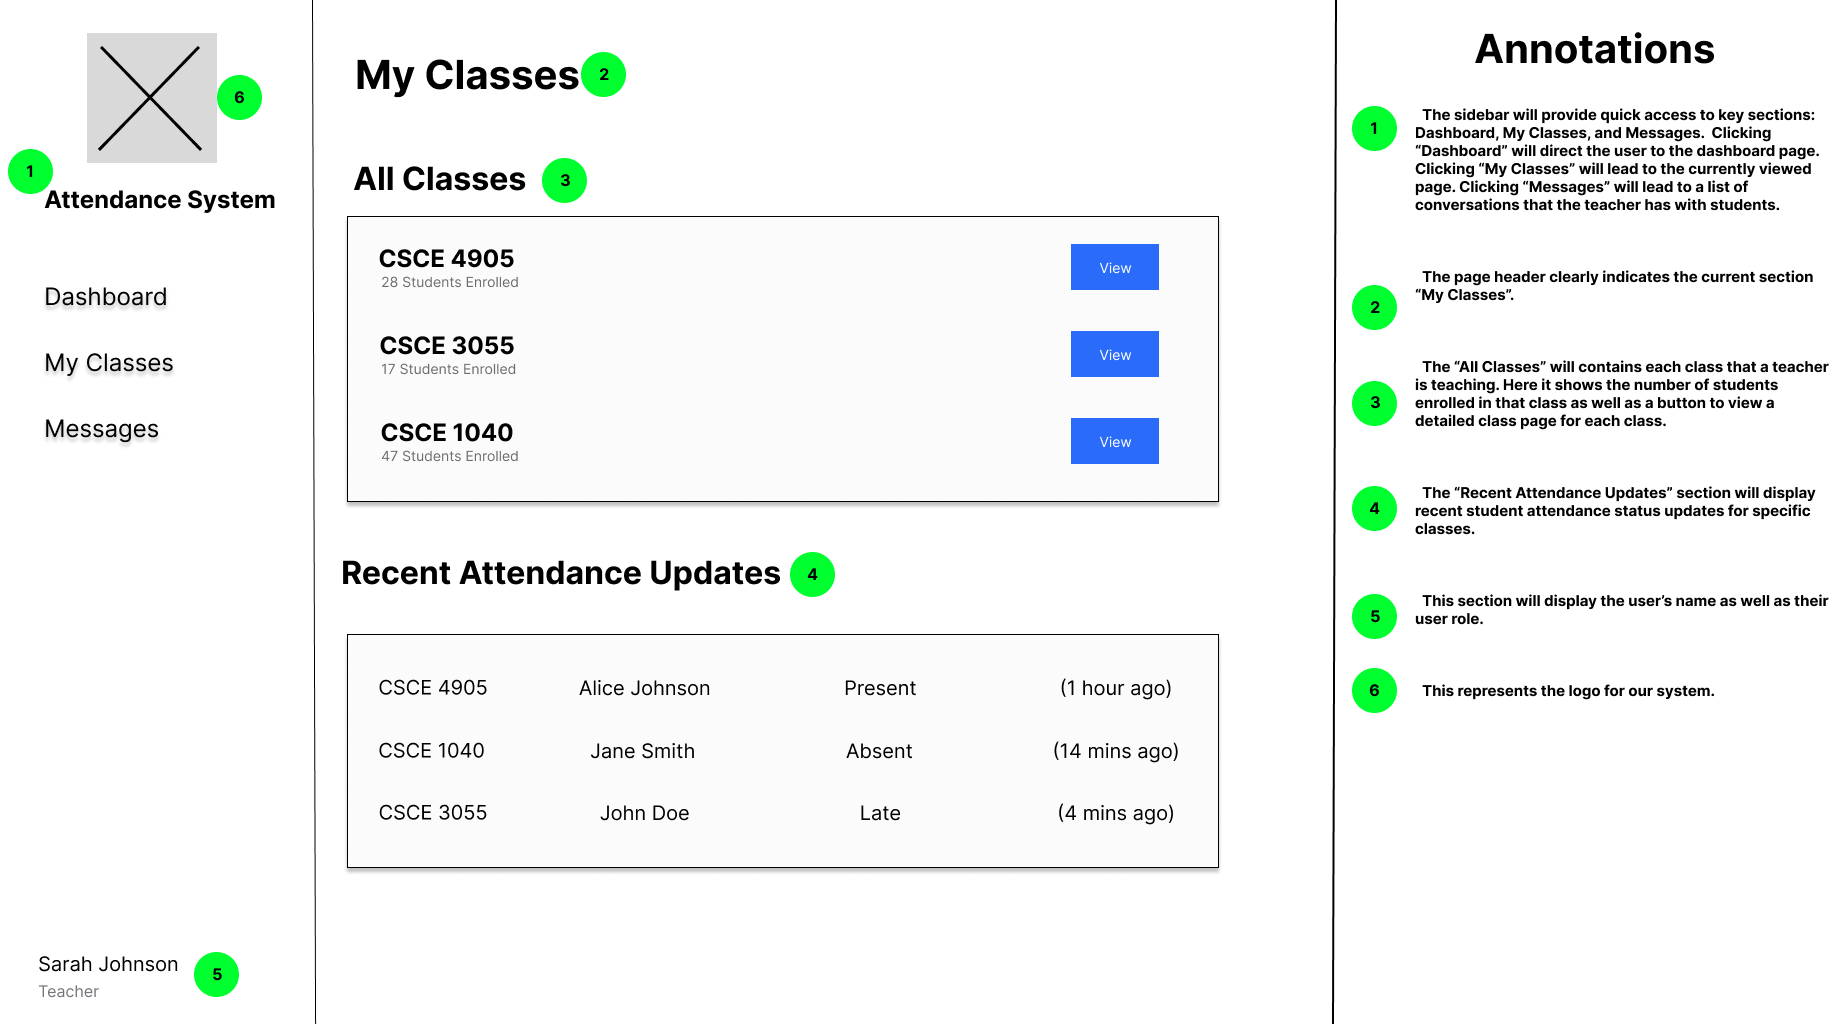 6
1
Attendance System
Dashboard
My Classes
Messages
Sarah Johnson
Teacher
5
My Classes
2
All Classes
3
CSCE 4905
28 Students Enrolled
View
CSCE 3055
17 Students Enrolled
View
CSCE 1040
47 Students Enrolled
View
Recent Attendance Updates
4
CSCE 4905 Alice Johnson Present (1 hour ago)
CSCE 1040 Jane Smith Absent (14 mins ago)
CSCE 3055 John Doe Late (4 mins ago)
Annotations
1
The sidebar will provide quick access to key sections:
Dashboard, My Classes, and Messages. Clicking
“Dashboard” will direct the user to the dashboard page.
Clicking “My Classes” will lead to the currently viewed
page. Clicking “Messages” will lead to a list of
conversations that the teacher has with students.
2
The page header clearly indicates the current section
“My Classes”.
3
The “All Classes” will contains each class that a teacher
is teaching. Here it shows the number of students
enrolled in that class as well as a button to view a
detailed class page for each class.
4
The “Recent Attendance Updates” section will display
recent student attendance status updates for specific
classes.
5
This section will display the user’s name as well as their
user role.
6
This represents the logo for our system.